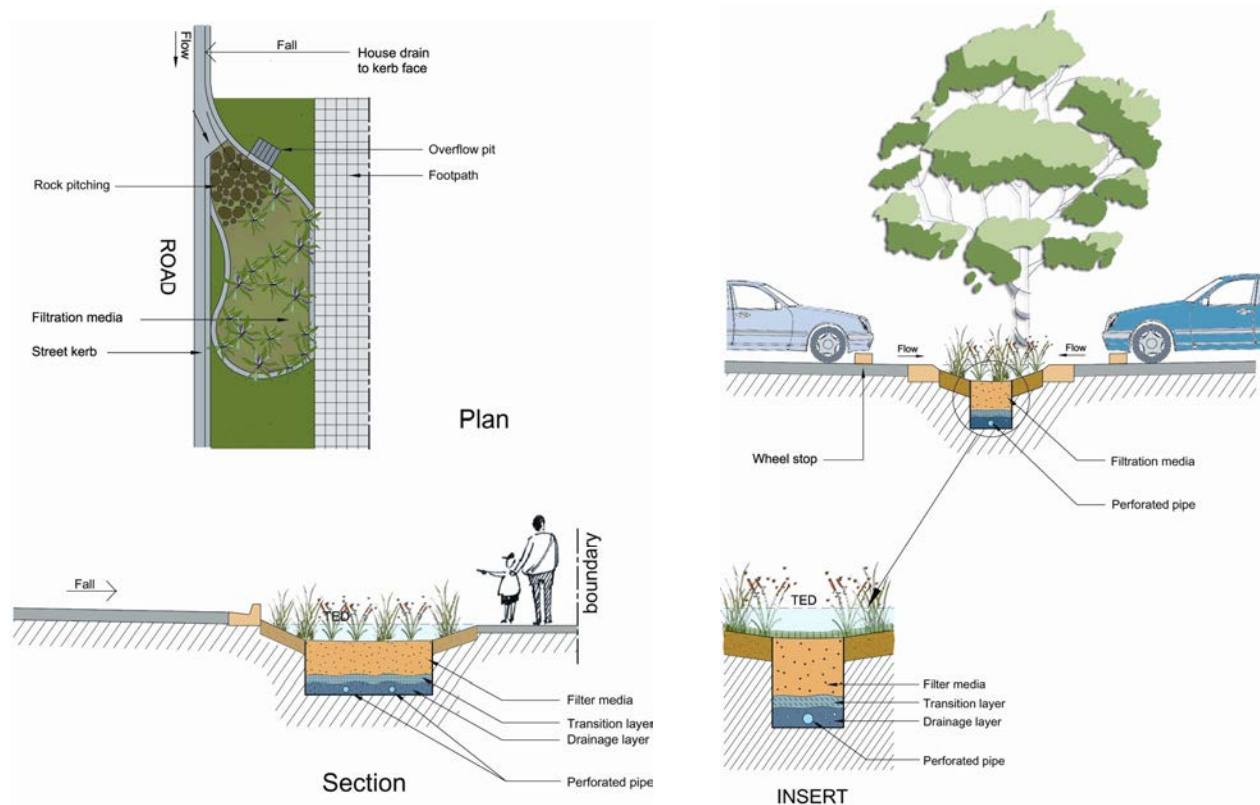 Flow
Fall
House drain
to kerb face
Overflow pit
Footpath
Rock pitching
ROAD
Filtration media
Street kerb
Plan
Fall
TED
boundary
Filter media
Transition layer
Drainage layer
Perforated pipe
Section
Flow
Flow
Wheel stop
Filtration media
Perforated pipe
TED
Filter media
Transition layer
Drainage layer
Perforated pipe
INSERT